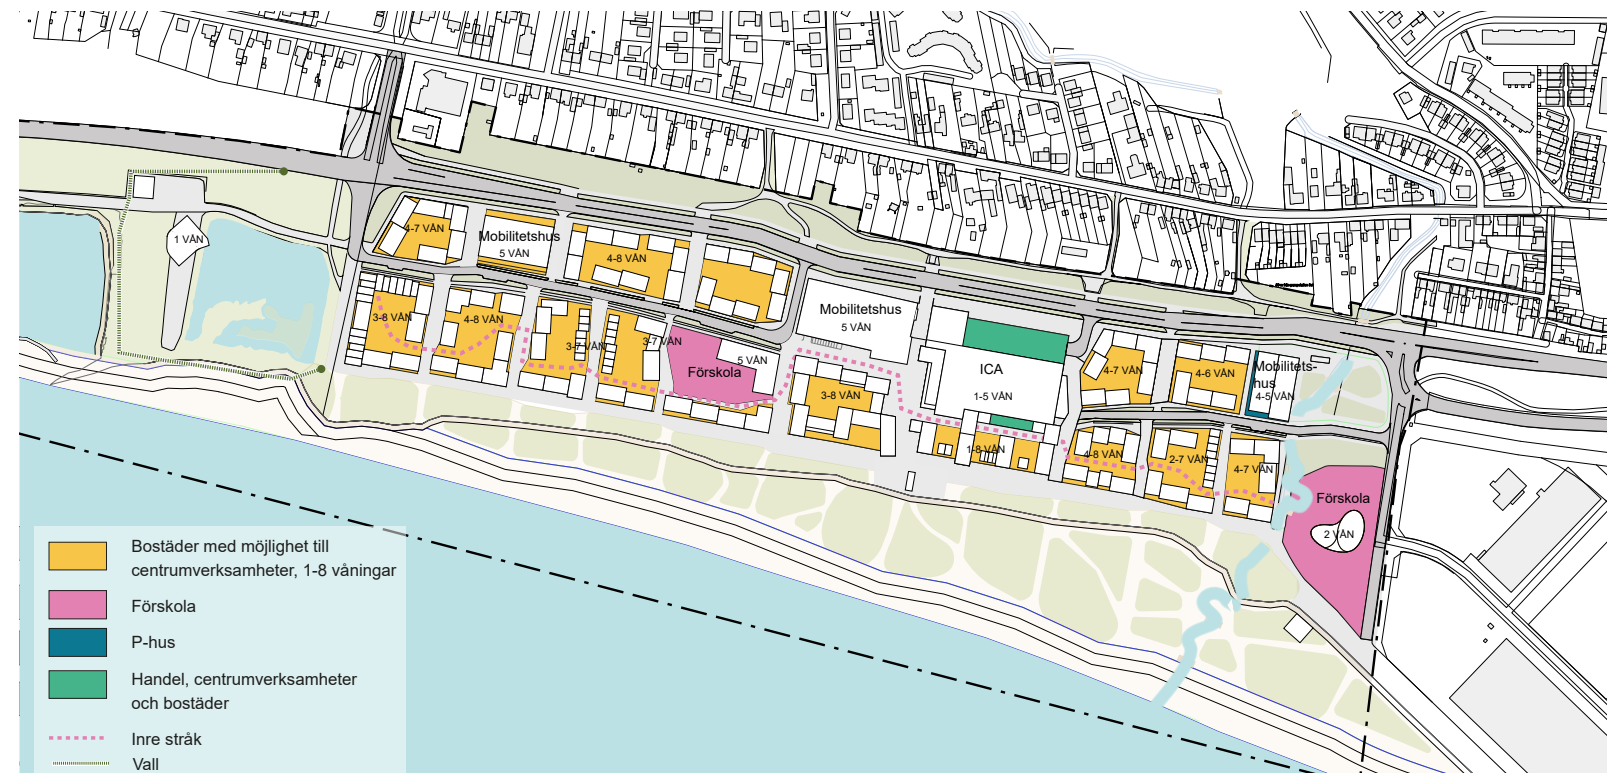 1 VÅN
4-7 VÅN
Mobilitetshus
5 VÅN
4-8 VÅN
3-8 VÅN
4-8 VÅN
3-7 VÅN
3-7 VÅN
Förskola
5 VÅN
Mobilitetshus
5 VÅN
3-8 VÅN
ICA
1-5 VÅN
1-8 VÅN
4-7 VÅN
4-6 VÅN
Mobilitets-
hus
4-5 VÅN
4-8 VÅN
2-7 VÅN
4-7 VÅN
Förskola
2 VÅN
Bostäder med möjlighet till
centrumverksamheter, 1-8 våningar
Förskola
P-hus
Handel, centrumverksamheter
och bostäder
Inre stråk
Vall